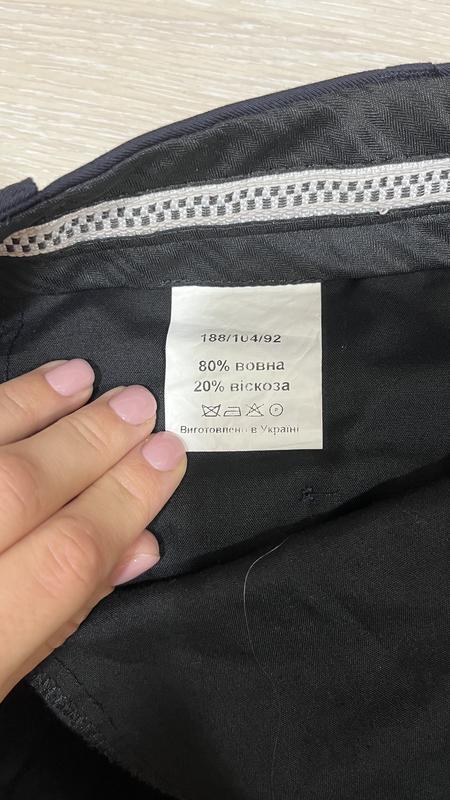 188/104/92
80% вовна
20% віскоза
Виготовлено в Україні